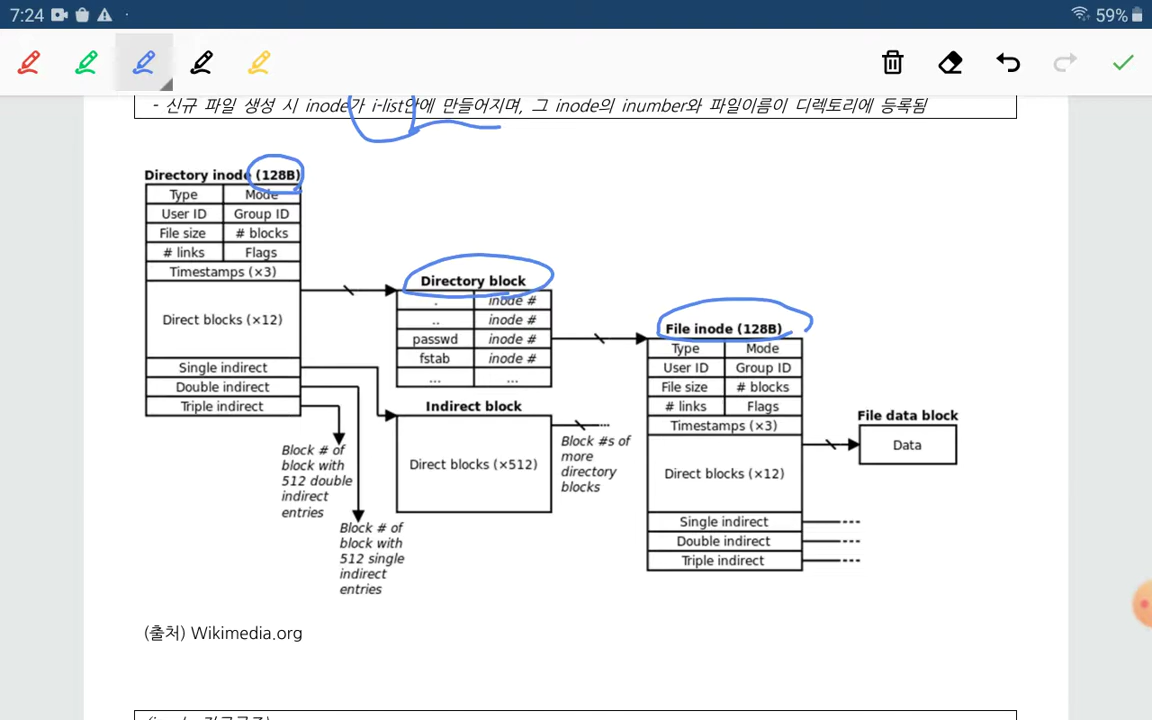 7:24
59%
- 신규 파일 생성 시 inode가 i-list안에 만들어지며, 그 inode의 inumber와 파일이름이 디렉토리에 등록됨
Directory inode (128B)
Type Mode
User ID Group ID
File size # blocks
# links Flags
Timestamps (×3)
Direct blocks (×12)
Single indirect
Double indirect
Triple indirect
Block # of
block with
512 double
indirect
entries
Block # of
block with
512 single
indirect
entries
Directory block
. inode #
.. inode #
passwd inode #
fstab inode #
... ...
Indirect block
Direct blocks (×512)
Block #s of
more
directory
blocks
File inode (128B)
Type Mode
User ID Group ID
File size # blocks
# links Flags
Timestamps (×3)
Direct blocks (×12)
Single indirect
Double indirect
Triple indirect
File data block
Data
(출처) Wikimedia.org